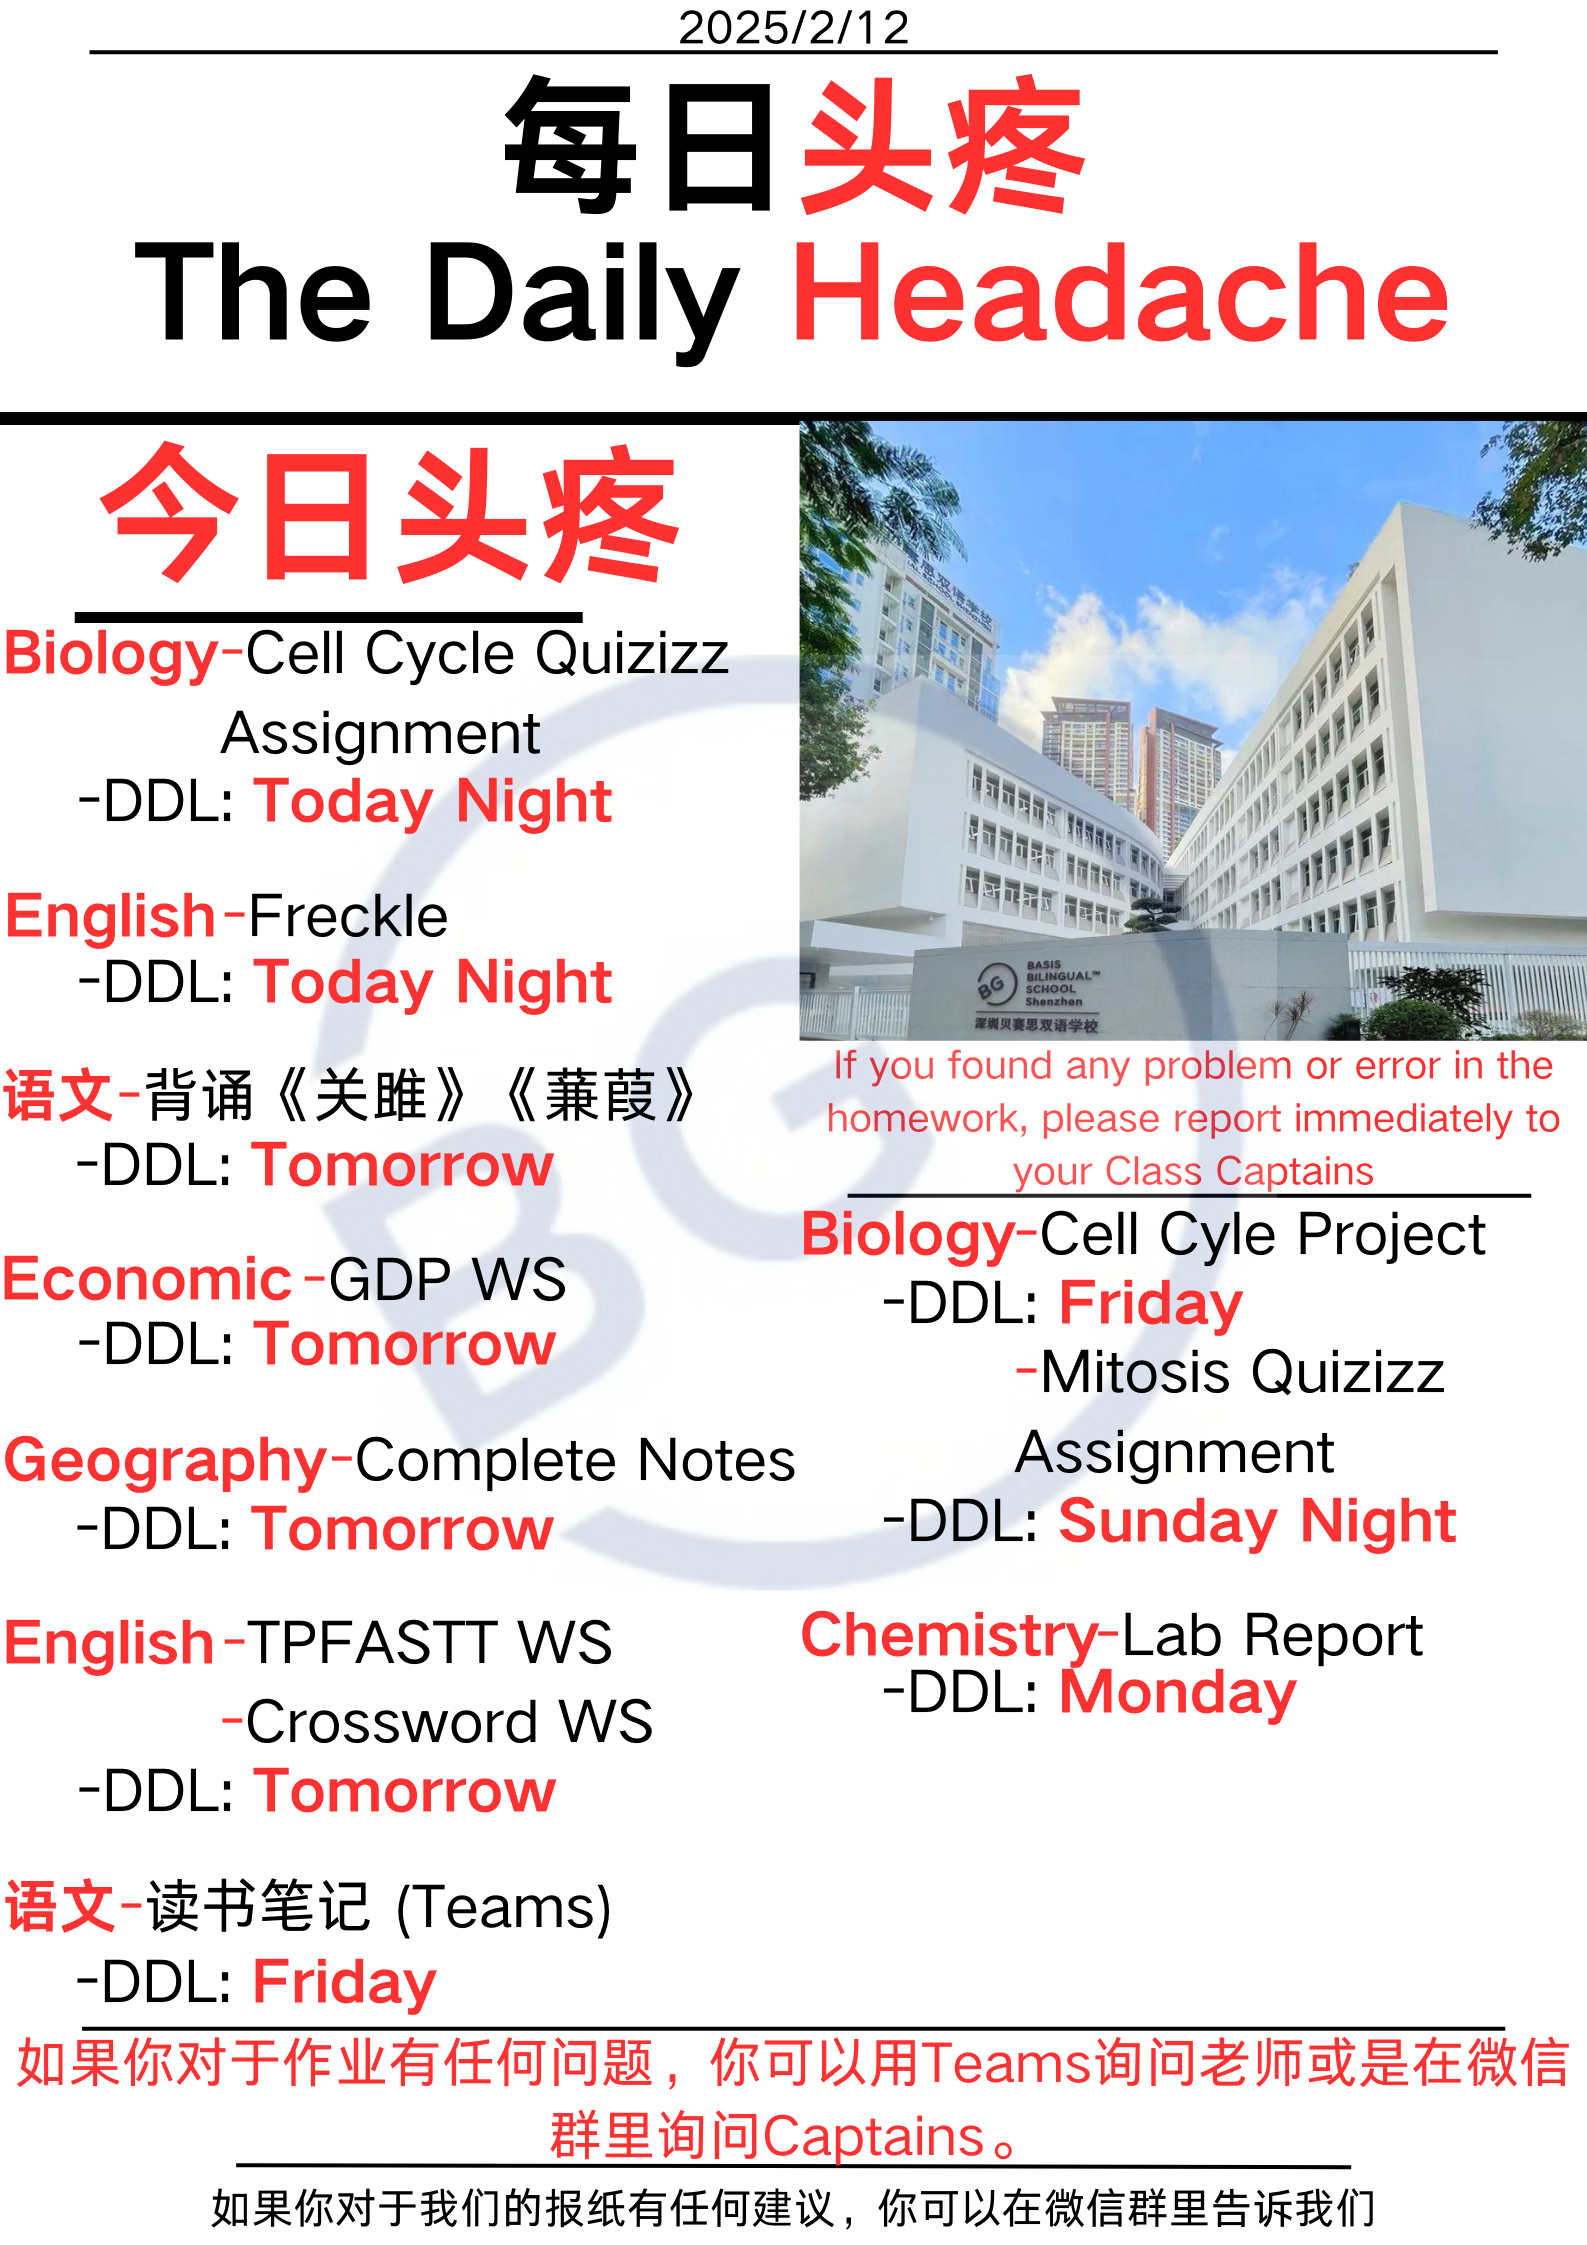 2025/2/12
每日头疼
The Daily Headache
今日头疼
Biology-Cell Cycle Quizizz
Assignment
-DDL: Today Night
English-Freckle
-DDL: Today Night
语文-背诵《关雎》《蒹葭》
-DDL: Tomorrow
Economic-GDP WS
-DDL: Tomorrow
Geography-Complete Notes
-DDL: Tomorrow
English-TPFASTT WS
-Crossword WS
-DDL: Tomorrow
语文-读书笔记 (Teams)
-DDL: Friday
思双语学校
BG
BASIS
BILINGUAL™
SCHOOL
Shenzhen
深圳贝赛思双语学校
If you found any problem or error in the
homework, please report immediately to
your Class Captains
Biology-Cell Cyle Project
-DDL: Friday
-Mitosis Quizizz
Assignment
-DDL: Sunday Night
Chemistry-Lab Report
-DDL: Monday
BG
如果你对于作业有任何问题，你可以用Teams询问老师或是在微信
群里询问Captains。
如果你对于我们的报纸有任何建议，你可以在微信群里告诉我们